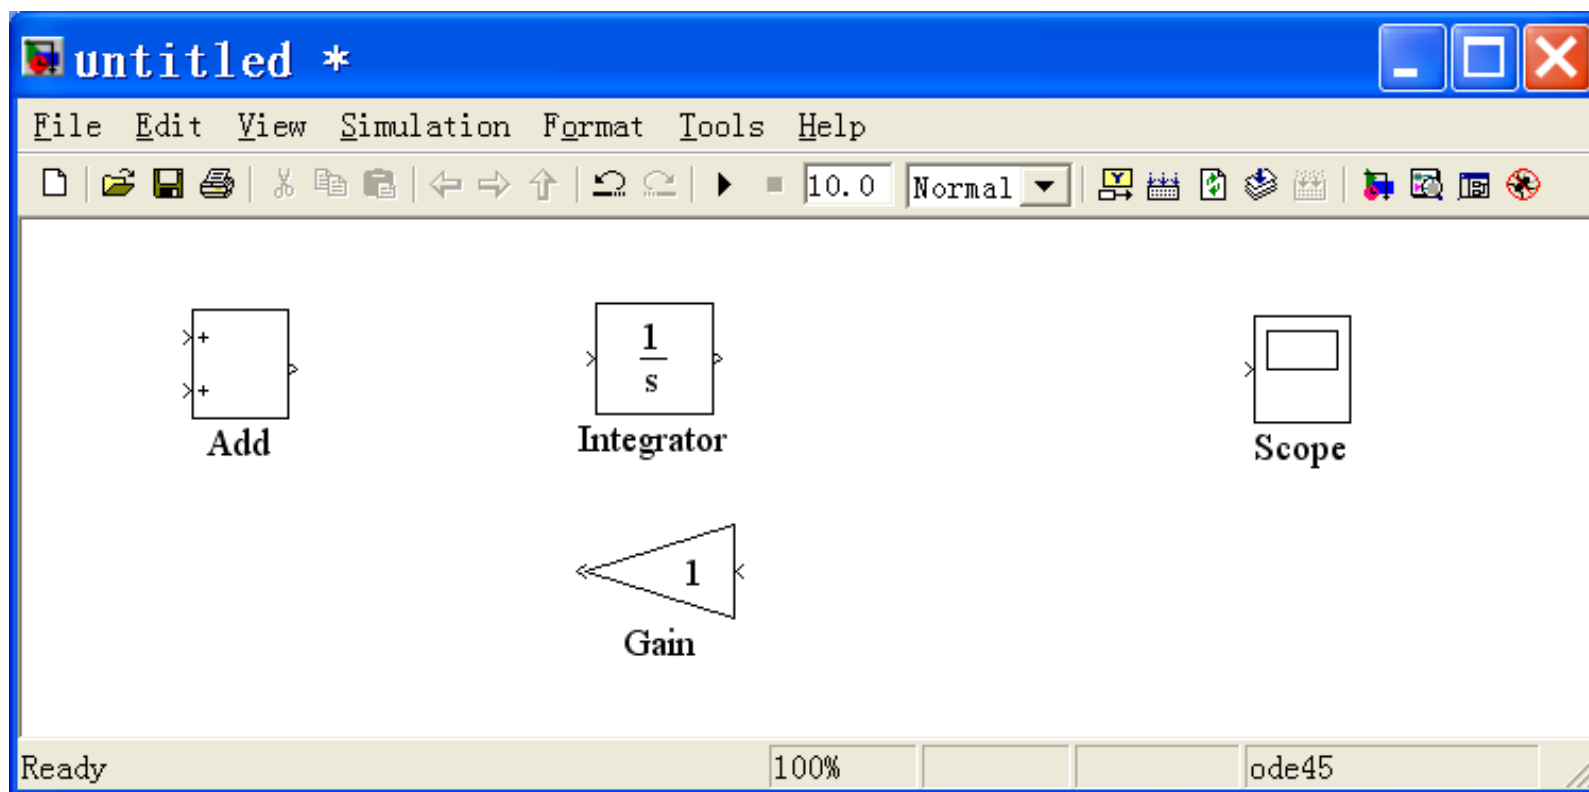 untitled *
File Edit View Simulation Format Tools Help
10.0 Normal
+
+
Add
1
s
Integrator
Scope
1
Gain
Ready 100% ode45